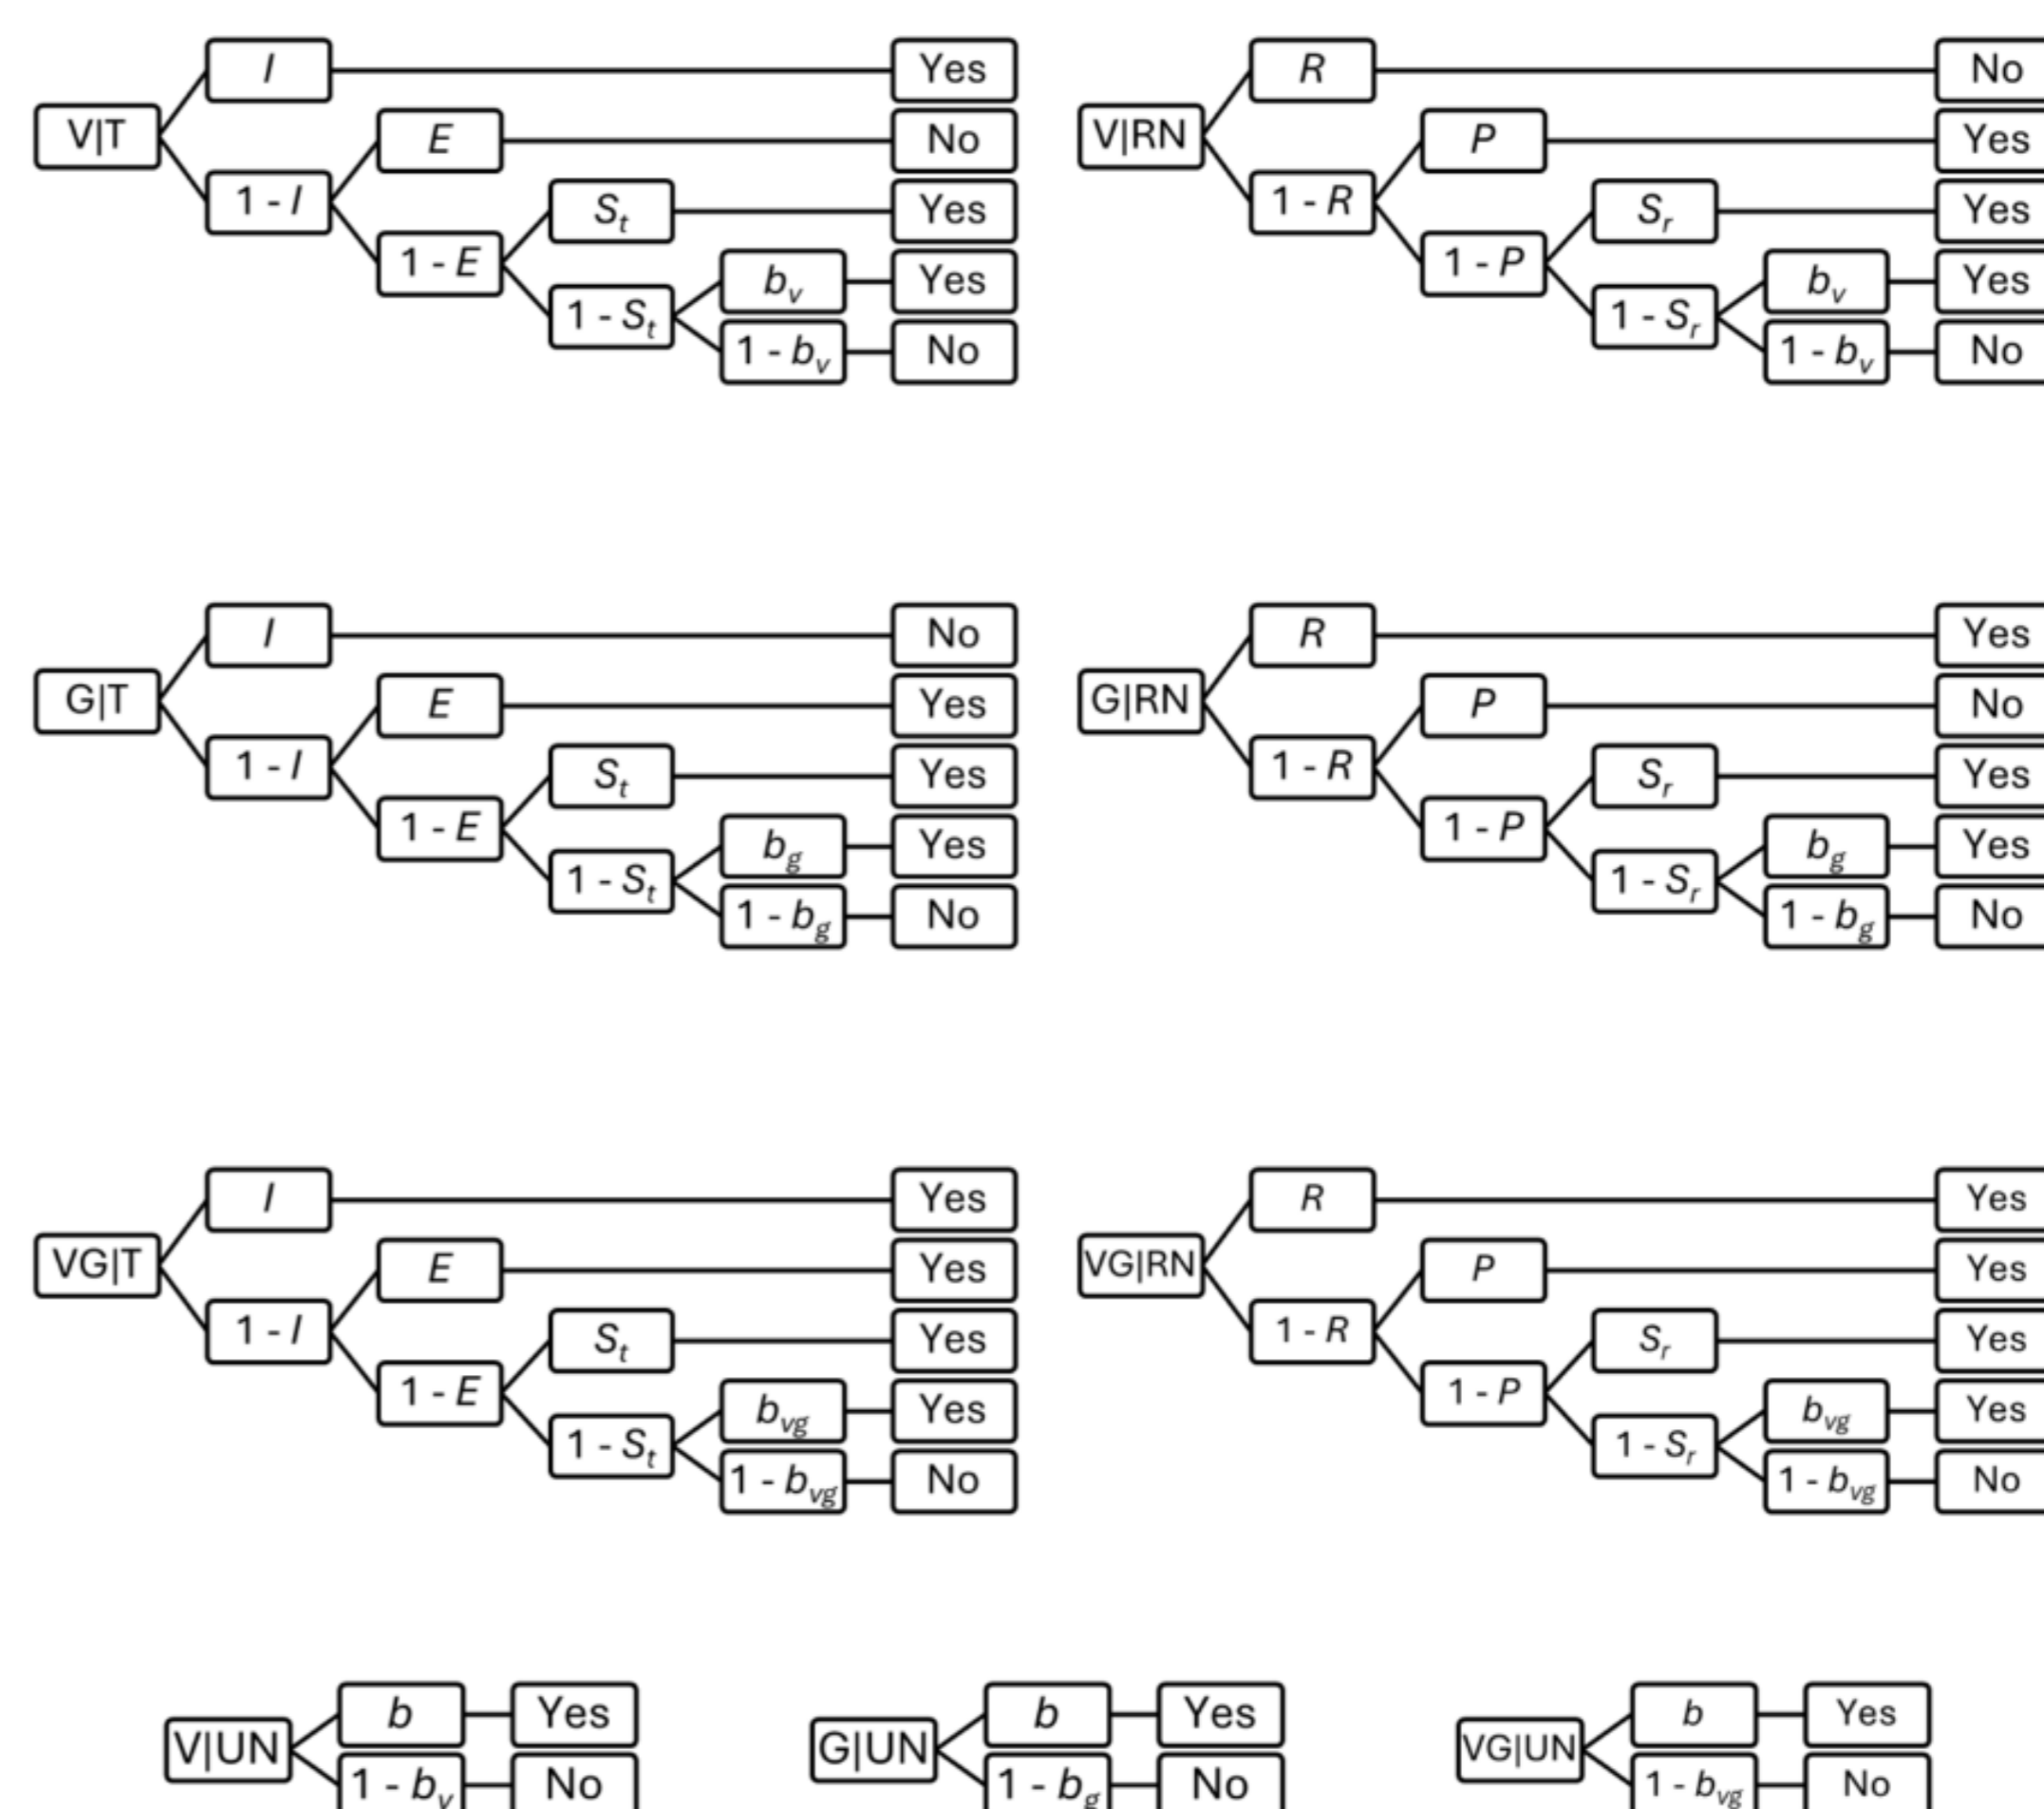 I Yes R No
V|T E No V|RN P Yes
1 - I S_t Yes 1 - R S_r Yes
1 - E b_v Yes 1 - P b_v Yes
1 - S_t 1 - b_v No 1 - S_r 1 - b_v No
I No R Yes
G|T E Yes G|RN P No
1 - I S_t Yes 1 - R S_r Yes
1 - E b_g Yes 1 - P b_g Yes
1 - S_t 1 - b_g No 1 - S_r 1 - b_g No
I Yes R Yes
VG|T E Yes VG|RN P Yes
1 - I S_t Yes 1 - R S_r Yes
1 - E b_vg Yes 1 - P b_vg Yes
1 - S_t 1 - b_vg No 1 - S_r 1 - b_vg No
b Yes b Yes b Yes
V|UN G|UN VG|UN
1 - b_v No 1 - b_g No 1 - b_vg No